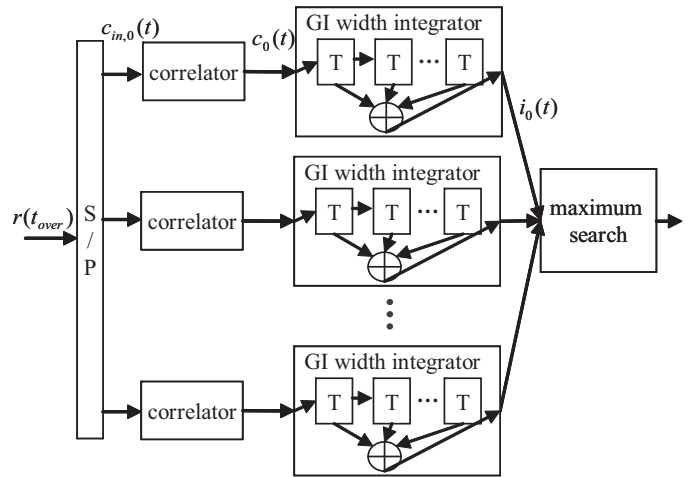 c_{in,0}(t)
c_0(t)
GI width integrator
T T ... T
correlator
i_0(t)
r(t_{over})
S
/
P
correlator
GI width integrator
T T ... T
maximum
search
correlator
GI width integrator
T T ... T